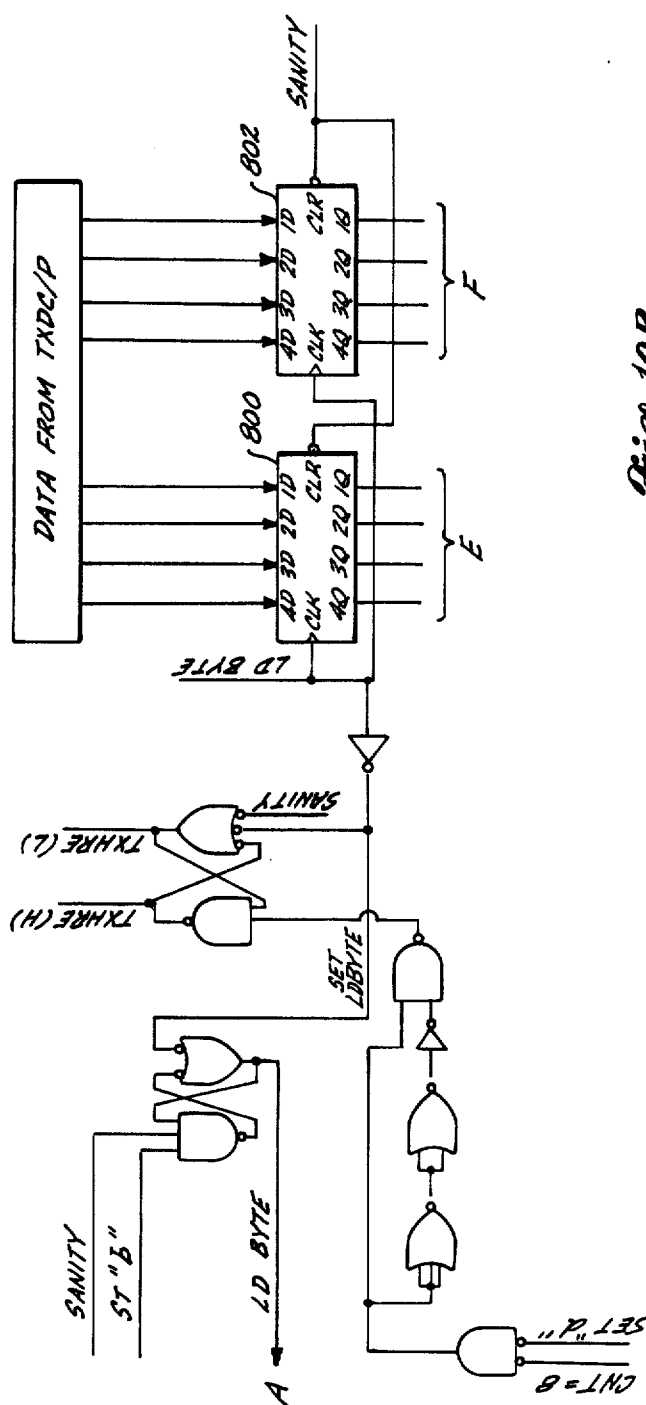 DATA FROM TXDC/P
4D 3D 2D 1D
CLK CLR
4Q 3Q 2Q 1Q
800
E
4D 3D 2D 1D
CLK CLR
4Q 3Q 2Q 1Q
802
F
SANITY
LD BYTE
TXHRE (H)
TXHRE (L)
SANITY
SET
LDBYTE
SANITY
ST "b"
LD BYTE
A
CNT = 8
SET "d"